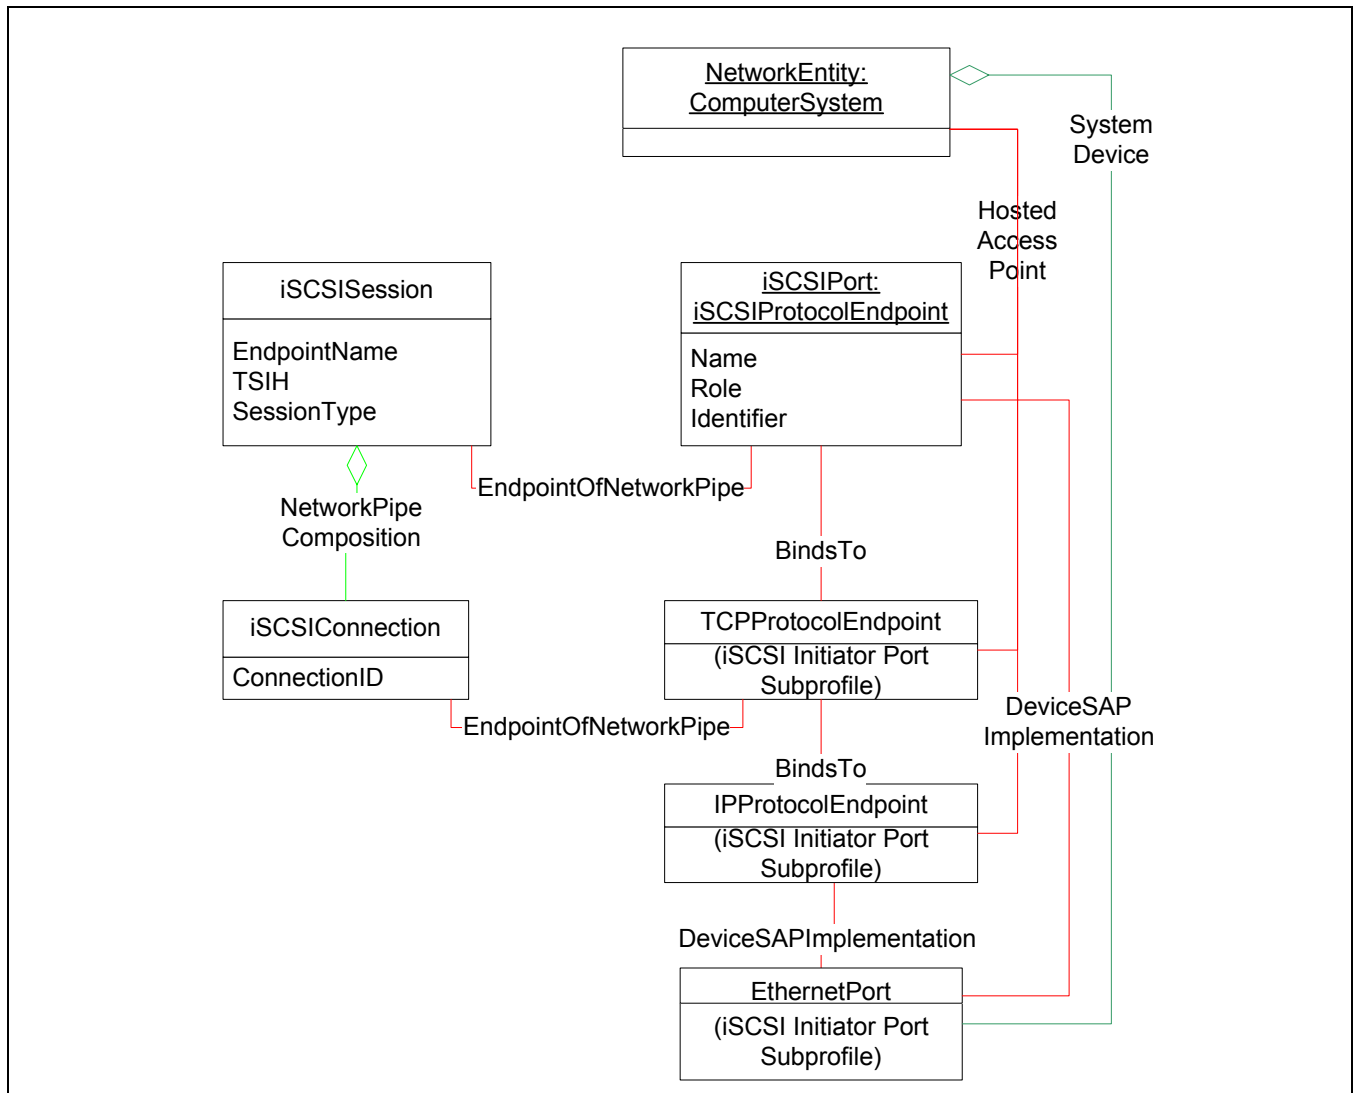 NetworkEntity:
ComputerSystem
System
Device
Hosted
Access
Point
iSCSISession
EndpointName
TSIH
SessionType
iSCSIPort:
iSCSIProtocolEndpoint
Name
Role
Identifier
EndpointOfNetworkPipe
NetworkPipe
Composition
BindsTo
iSCSIConnection
ConnectionID
TCPProtocolEndpoint
(iSCSI Initiator Port
Subprofile)
EndpointOfNetworkPipe
DeviceSAP
Implementation
BindsTo
IPProtocolEndpoint
(iSCSI Initiator Port
Subprofile)
DeviceSAPImplementation
EthernetPort
(iSCSI Initiator Port
Subprofile)